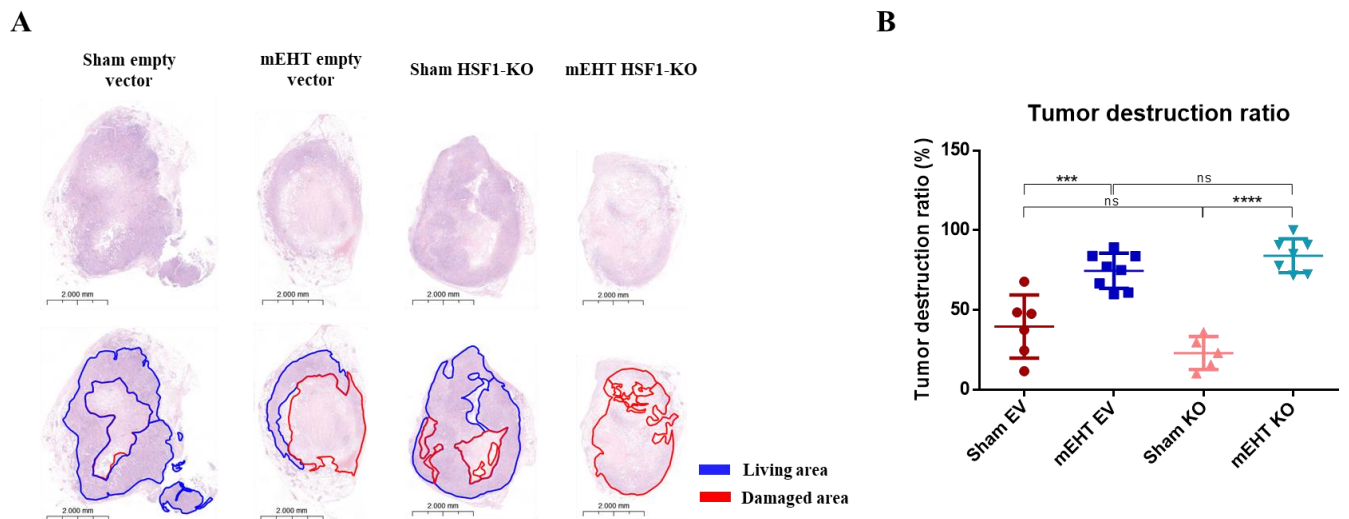 A
Sham empty
vector
mEHT empty
vector
Sham HSF1-KO
mEHT HSF1-KO
2.000 mm
2.000 mm
2.000 mm
2.000 mm
2.000 mm
2.000 mm
2.000 mm
2.000 mm
Living area
Damaged area
B
Tumor destruction ratio
Tumor destruction ratio (%)
150
100
50
0
***
ns
ns
****
Sham EV
mEHT EV
Sham KO
mEHT KO